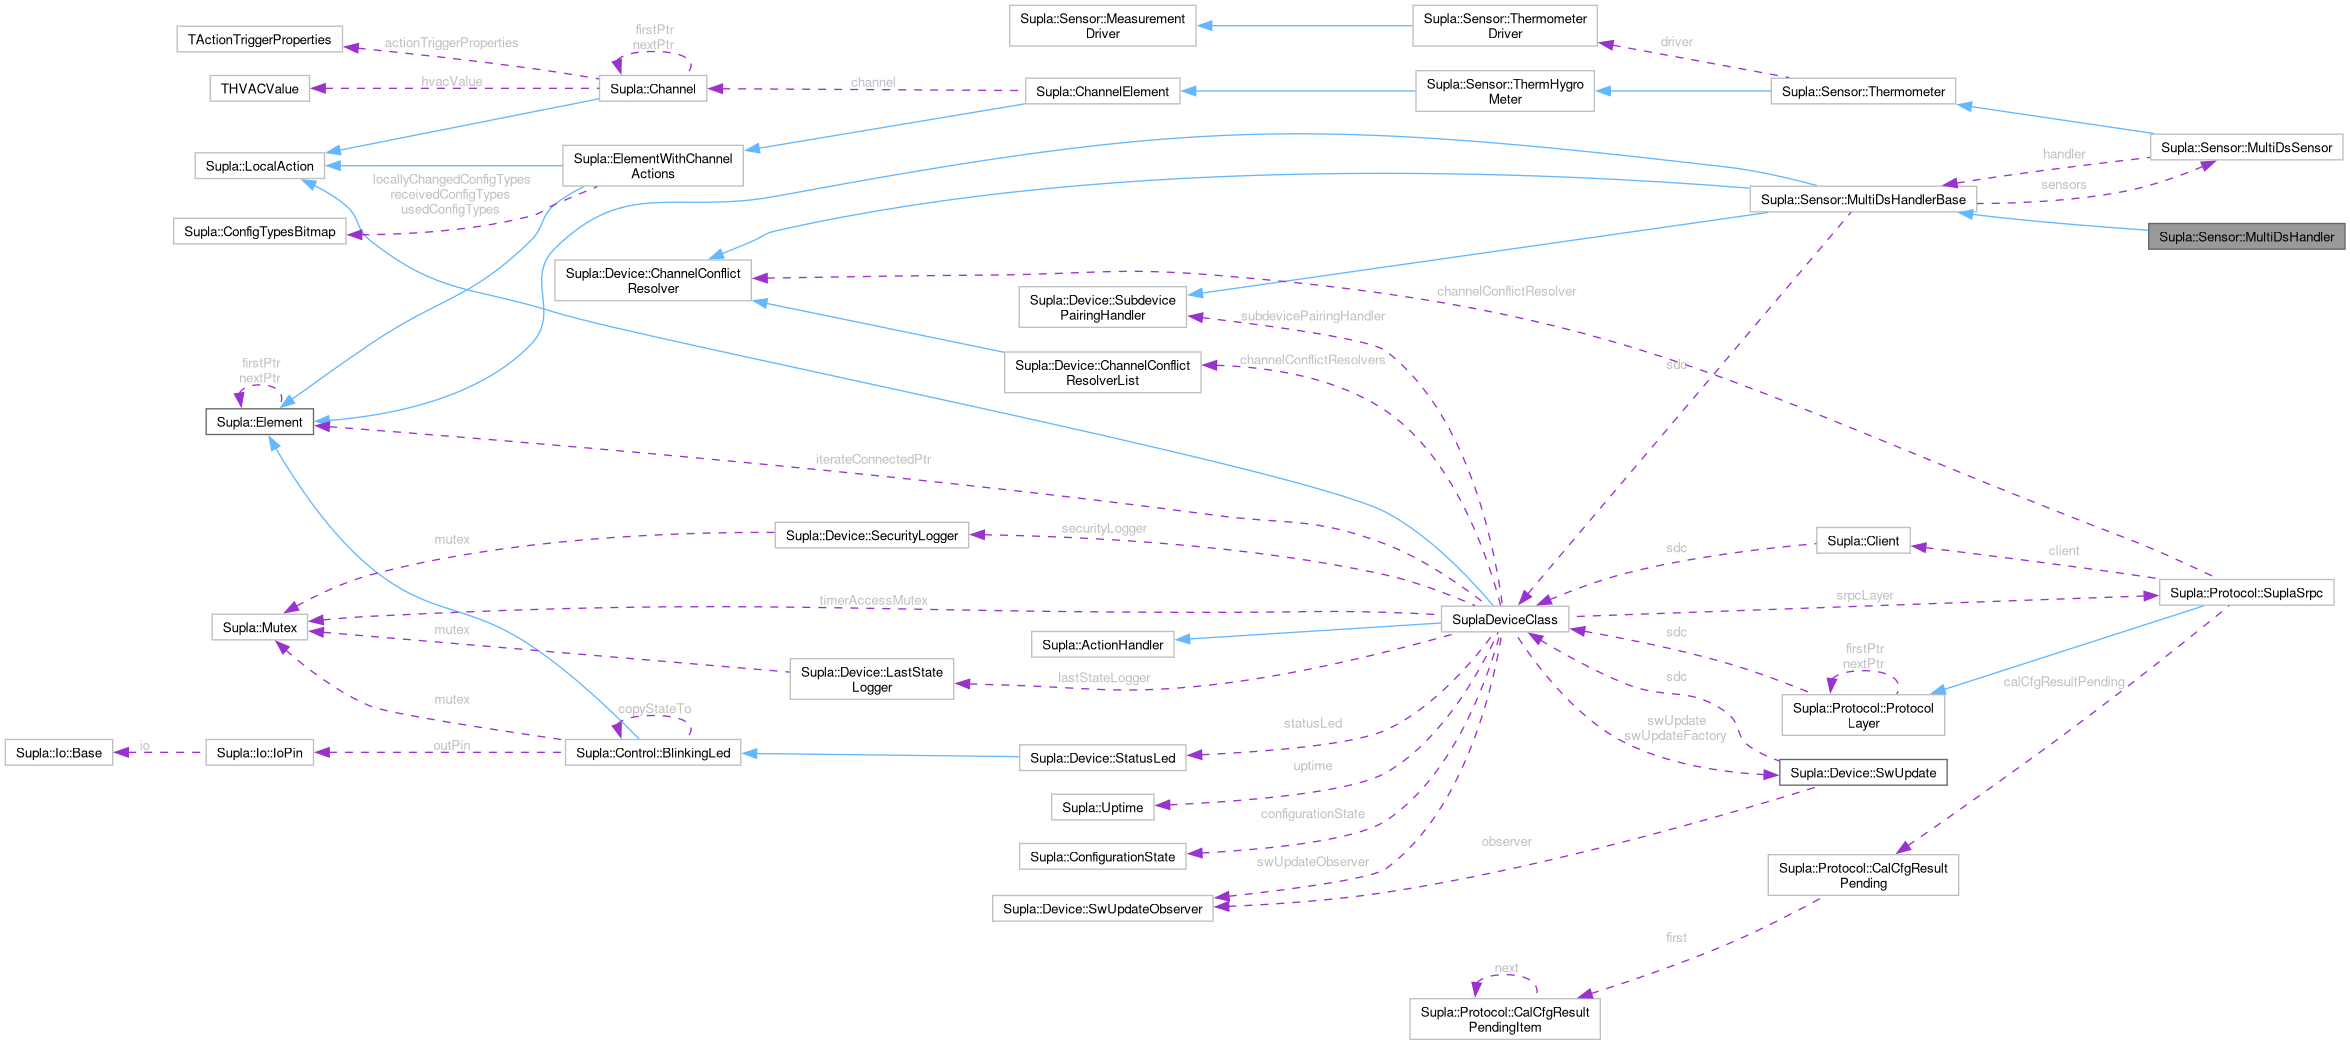 Supla::Sensor::Measurement
Driver
Supla::Sensor::Thermometer
Driver
TActionTriggerProperties
actionTriggerProperties
firstPtr
nextPtr
driver
THVACValue
hvacValue
Supla::Channel
channel
Supla::ChannelElement
Supla::Sensor::ThermHygro
Meter
Supla::Sensor::Thermometer
Supla::LocalAction
Supla::ElementWithChannel
Actions
Supla::Sensor::MultiDsSensor
handler
sensors
locallyChangedConfigTypes
receivedConfigTypes
usedConfigTypes
Supla::Sensor::MultiDsHandlerBase
Supla::ConfigTypesBitmap
Supla::Sensor::MultiDsHandler
Supla::Device::ChannelConflict
Resolver
Supla::Device::Subdevice
PairingHandler
channelConflictResolver
subdevicePairingHandler
Supla::Device::ChannelConflict
ResolverList
channelConflictResolvers
sdc
firstPtr
nextPtr
Supla::Element
iterateConnectedPtr
Supla::Device::SecurityLogger
securityLogger
mutex
Supla::Client
sdc
client
Supla::Protocol::SuplaSrpc
srpcLayer
timerAccessMutex
Supla::Mutex
mutex
SuplaDeviceClass
Supla::ActionHandler
sdc
firstPtr
nextPtr
Supla::Device::LastState
Logger
lastStateLogger
sdc
calCfgResultPending
Supla::Protocol::Protocol
Layer
mutex
copyStateTo
statusLed
swUpdate
swUpdateFactory
Supla::Io::Base
io
Supla::Io::IoPin
outPin
Supla::Control::BlinkingLed
Supla::Device::StatusLed
uptime
Supla::Device::SwUpdate
Supla::Uptime
configurationState
Supla::ConfigurationState
swUpdateObserver
observer
Supla::Device::SwUpdateObserver
Supla::Protocol::CalCfgResult
Pending
first
next
Supla::Protocol::CalCfgResult
PendingItem